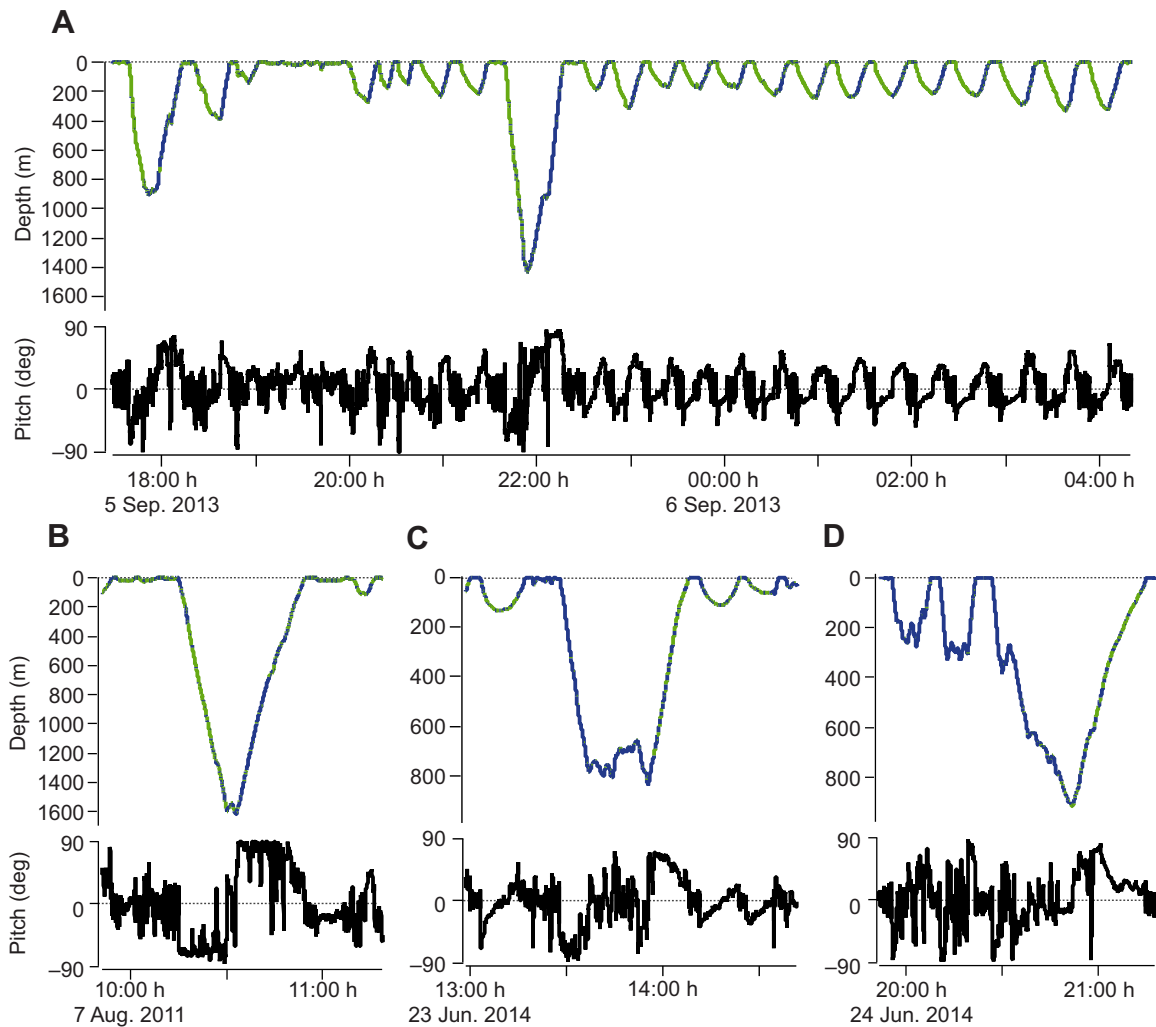 A
0
200
400
600
800
1000
1200
1400
1600
Depth (m)
90
0
–90
Pitch (deg)
18:00 h 20:00 h 22:00 h 00:00 h 02:00 h 04:00 h
5 Sep. 2013 6 Sep. 2013
B
0
200
400
600
800
1000
1200
1400
1600
Depth (m)
90
0
–90
Pitch (deg)
10:00 h 11:00 h
7 Aug. 2011
C
0
200
400
600
800
90
0
–90
13:00 h 14:00 h
23 Jun. 2014
D
0
200
400
600
800
90
0
–90
20:00 h 21:00 h
24 Jun. 2014